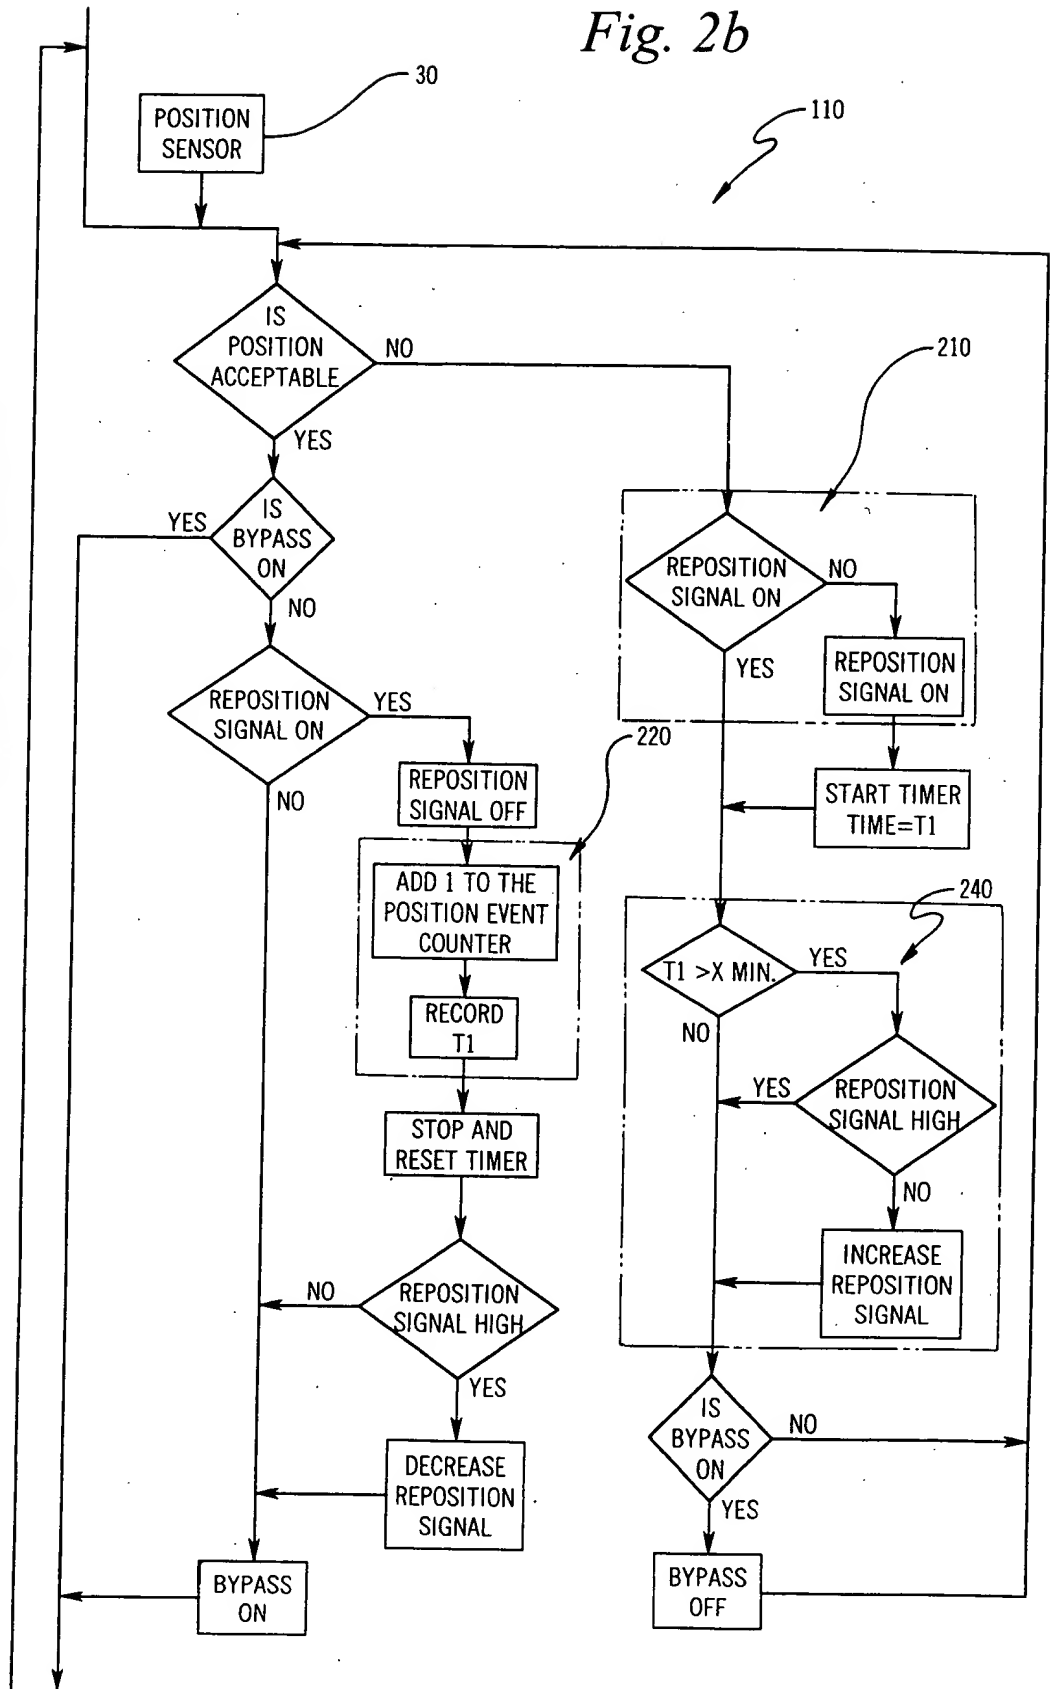 Fig. 2b
30
POSITION
SENSOR
110
IS
POSITION
ACCEPTABLE
NO
YES
210
IS
BYPASS
ON
YES
NO
REPOSITION
SIGNAL ON
NO
YES
REPOSITION
SIGNAL ON
REPOSITION
SIGNAL ON
YES
NO
220
REPOSITION
SIGNAL OFF
START TIMER
TIME=T1
ADD 1 TO THE
POSITION EVENT
COUNTER
RECORD
T1
240
T1 >X MIN.
YES
NO
REPOSITION
SIGNAL HIGH
YES
NO
STOP AND
RESET TIMER
INCREASE
REPOSITION
SIGNAL
REPOSITION
SIGNAL HIGH
NO
YES
IS
BYPASS
ON
NO
YES
DECREASE
REPOSITION
SIGNAL
BYPASS
ON
BYPASS
OFF